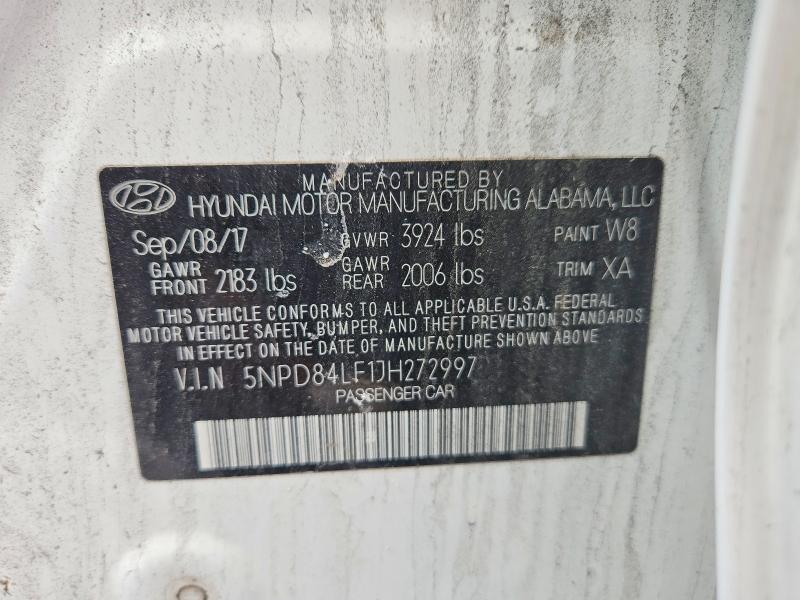 MANUFACTURED BY
HYUNDAI MOTOR MANUFACTURING ALABAMA, LLC
Sep/08/17 GVWR 3924 lbs PAINT W8
GAWR FRONT 2183 lbs GAWR REAR 2006 lbs TRIM XA
THIS VEHICLE CONFORMS TO ALL APPLICABLE U.S.A. FEDERAL
MOTOR VEHICLE SAFETY, BUMPER, AND THEFT PREVENTION STANDARDS
IN EFFECT ON THE DATE OF MANUFACTURE SHOWN ABOVE
V.I.N 5NPD84LF1JH272997
PASSENGER CAR